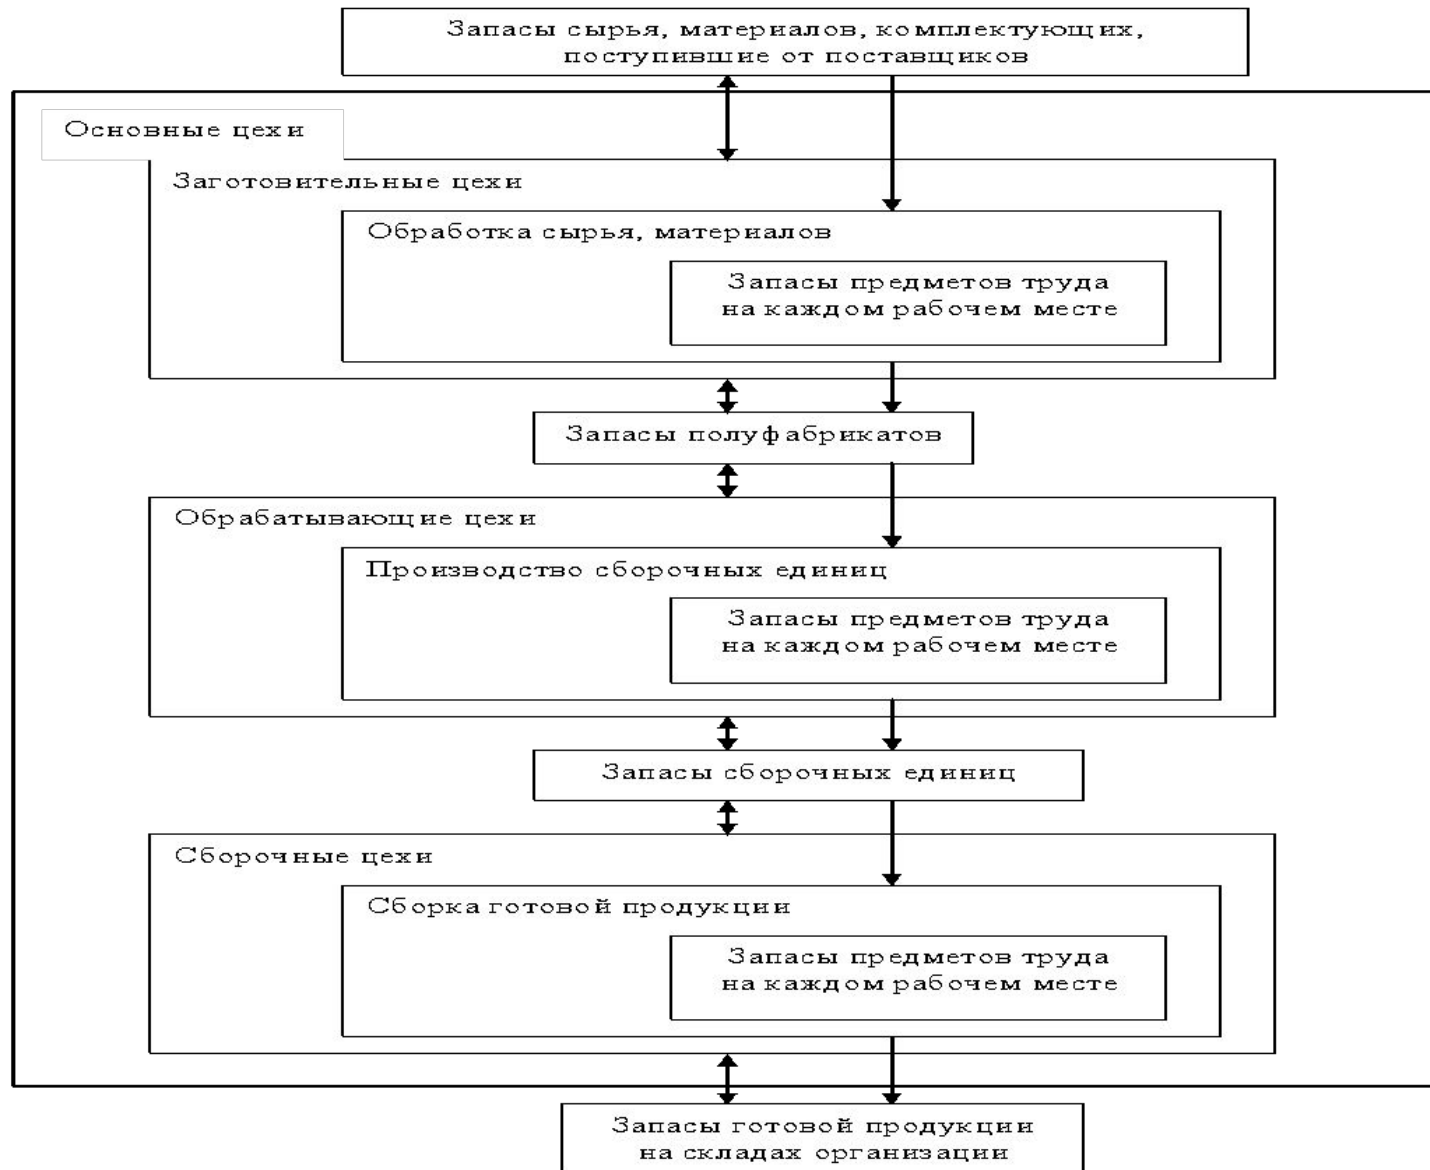 Запасы сырья, материалов, комплектующих,
поступившие от поставщиков
Основные цехи
Заготовительные цехи
Обработка сырья, материалов
Запасы предметов труда
на каждом рабочем месте
Запасы полуфабрикатов
Обрабатывающие цехи
Производство сборочных единиц
Запасы предметов труда
на каждом рабочем месте
Запасы сборочных единиц
Сборочные цехи
Сборка готовой продукции
Запасы предметов труда
на каждом рабочем месте
Запасы готовой продукции
на складах организации